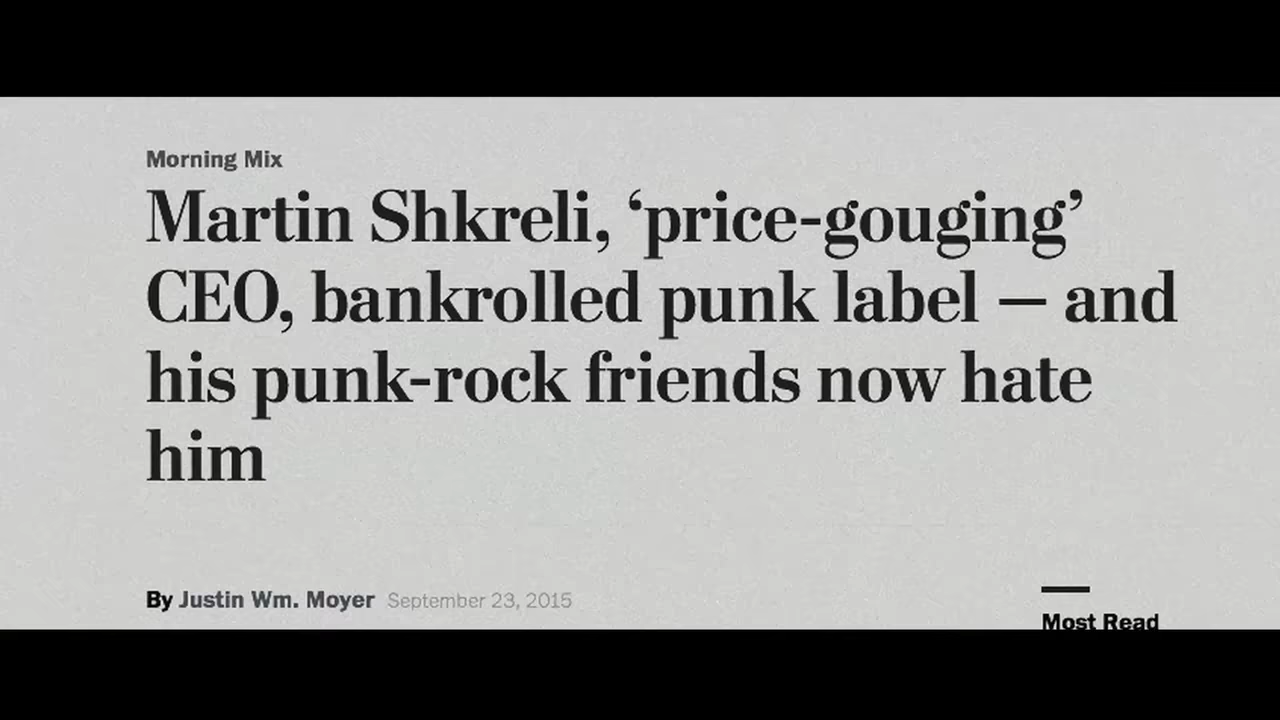 Morning Mix
Martin Shkreli, ‘price-gouging’
CEO, bankrolled punk label — and
his punk-rock friends now hate
him
By Justin Wm. Moyer September 23, 2015
Most Read